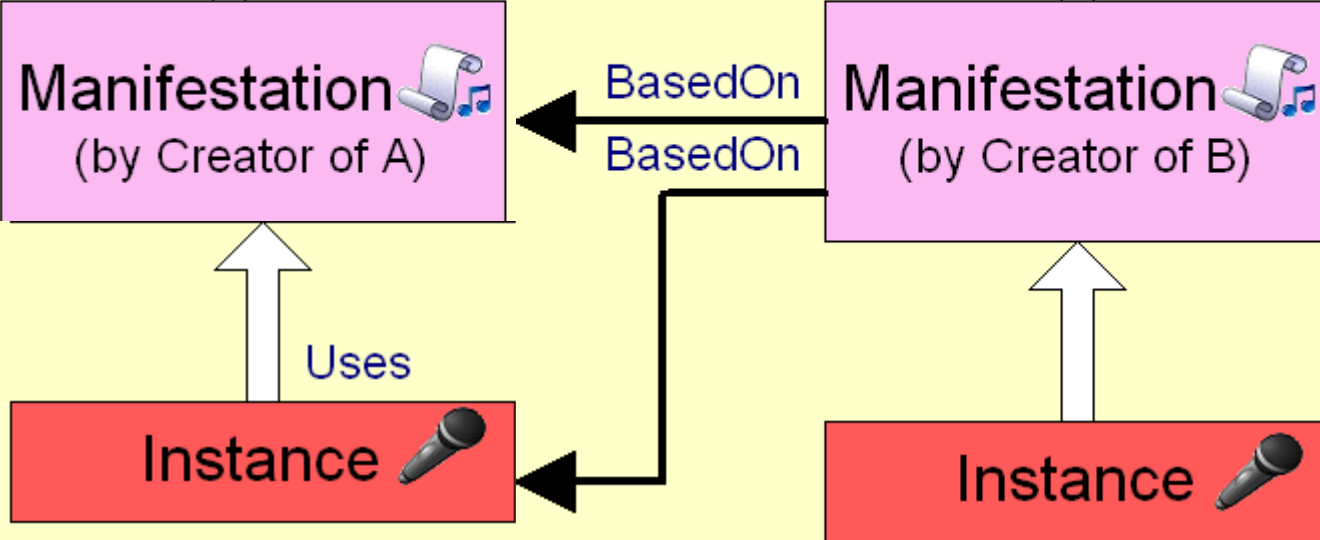 Manifestation
(by Creator of A)
BasedOn
BasedOn
Manifestation
(by Creator of B)
Uses
Instance
Instance